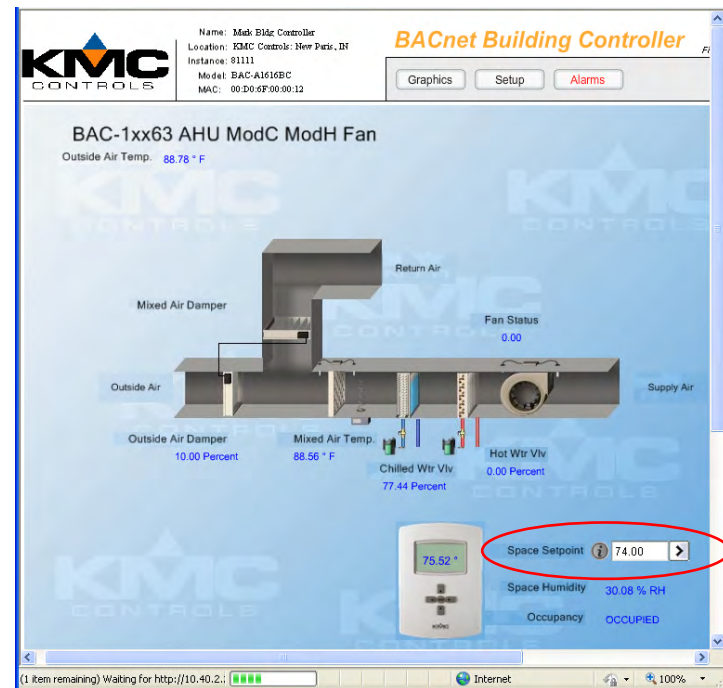 KMC
CONTROLS
Name: Mark Bldg Controller
Location: KMC Controls: New Paris, IN
Instance: 81111
Model: BAC-A1616BC
MAC: 00:D0:6F:00:00:12
BACnet Building Controller
Fi
Graphics
Setup
Alarms
BAC-1xx63 AHU ModC ModH Fan
Outside Air Temp. 88.78 ° F
Return Air
Mixed Air Damper
Fan Status
0.00
Outside Air
Supply Air
Outside Air Damper
10.00 Percent
Mixed Air Temp.
88.56 ° F
Chilled Wtr Vlv
77.44 Percent
Hot Wtr Vlv
0.00 Percent
75.52 °
Space Setpoint i 74.00 >
Space Humidity 30.08 % RH
Occupancy OCCUPIED
KMC
CONTROLS
(1 item remaining) Waiting for http://10.40.2.
Internet
100%